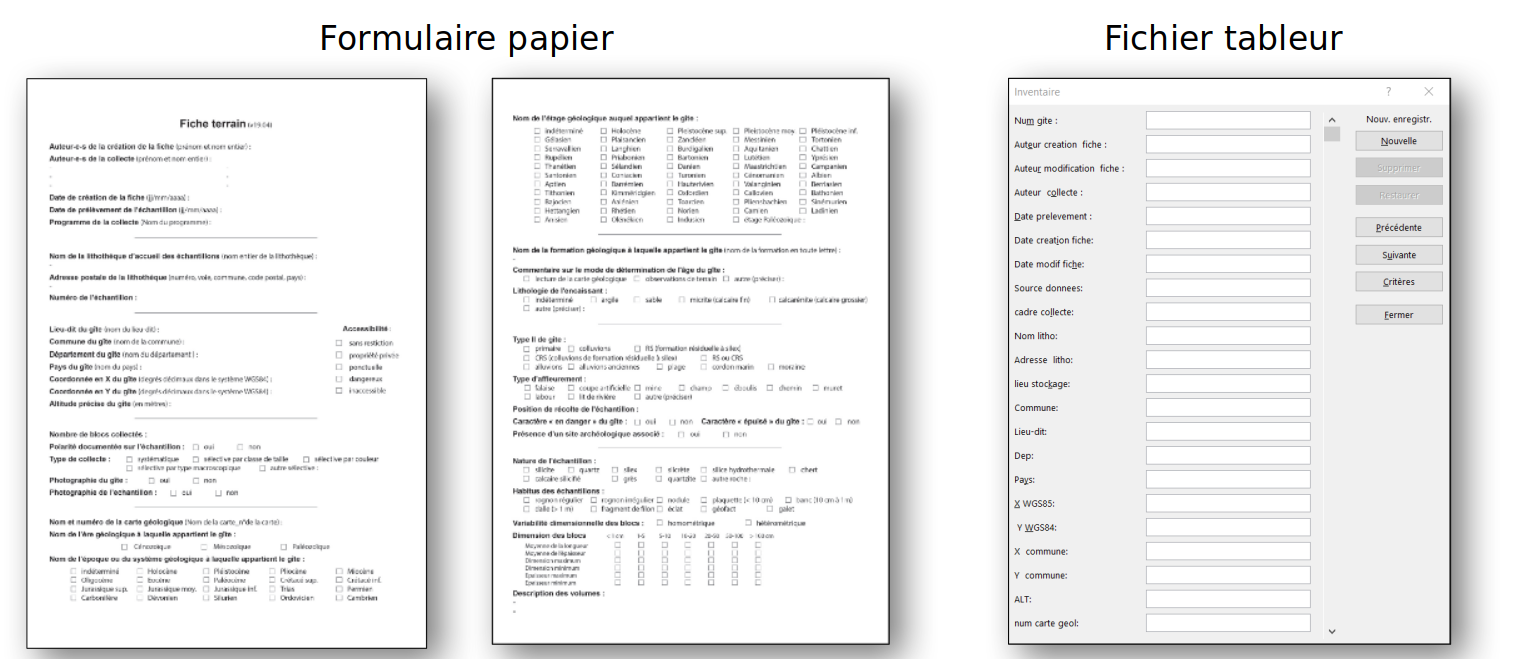 Formulaire papier
Fichier tableur
Fiche terrain (v19.04)
Auteur-e-s de la création de la fiche (prénom et nom entier) :
Auteur-e-s de la collecte (prénom et nom entier) :
-
-
Date de création de la fiche (jj/mm/aaaa) :
Date de prélèvement de l'échantillon (jj/mm/aaaa) :
Programme de la collecte (Nom du programme) :
Nom de la lithothèque d'accueil des échantillons (nom entier de la lithothèque) :
-
Adresse postale de la lithothèque (numéro, voie, commune, code postal, pays) :
-
Numéro de l'échantillon :
Lieu-dit du gîte (nom du lieu-dit) :
Commune du gîte (nom de la commune) :
Département du gîte (nom du département) :
Pays du gîte (nom du pays) :
Coordonnée en X du gîte (degrés décimaux dans le système WGS84) :
Coordonnée en Y du gîte (degrés décimaux dans le système WGS84) :
Altitude précise du gîte (en mètres) :
Accessibilité :
sans restiction
propriété privée
ponctuelle
dangereux
inaccessible
Nombre de blocs collectés :
Polarité documentée sur l'échantillon : oui non
Type de collecte : systématique sélective par classe de taille sélective par couleur
sélective par type macroscopique autre sélective :
Photographie du gîte : oui non
Photographie de l'échantillon : oui non
Nom et numéro de la carte géologique (Nom de la carte_n°de la carte) :
Nom de l'ère géologique à laquelle appartient le gîte :
Cénozoïque Mésozoïque Paléozoïque
Nom de l'époque ou du système géologique à laquelle appartient le gîte :
indéterminé Holocène Pléistocène Pliocène Miocène
Oligocène Eocène Paléocène Crétacé sup. Crétacé inf.
Jurassique sup. Jurassique moy. Jurassique inf. Trias Permien
Carbonifère Dévonien Silurien Ordovicien Cambrien
Nom de l'étage géologique auquel appartient le gîte :
indéterminé Holocène Pleistocène sup. Pleistocène moy. Pléistocène inf.
Gélasien Plaisancien Zancléen Messinien Tortonien
Serravallien Langhien Burdigalien Aquitanien Chattien
Rupélien Priabonien Bartonien Lutétien Yprésien
Thanétien Sélandien Danien Maastrichtien Campanien
Santonien Coniacien Turonien Cénomanien Albien
Aptien Barrémien Hauterivien Valanginien Berriasien
Tithonien Kimméridgien Oxfordien Callovien Bathonien
Bajocien Aalénien Toarcien Pliensbachien Sinémurien
Hettangien Rhétien Norien Carnien Ladinien
Anisien Olénékien Indusien étage Paléozoïque :
Nom de la formation géologique à laquelle appartient le gîte (nom de la formation en toute lettre) :
-
Commentaire sur le mode de détermination de l'âge du gîte :
lecture de la carte géologique observations de terrain autre (préciser) :
Lithologie de l'encaissant :
indéterminé argile sable micrite (calcaire fin) calcarémite (calcaire grossier)
autre (préciser) :
Type II de gîte :
primaire colluvions RS (formation résiduelle à silex)
CRS (colluvions de formation résiduelle à silex) RS ou CRS
alluvions alluvions anciennes plage cordon marin moraine
Type d'affleurement :
falaise coupe artificielle mine champ éboulis chemin muret
labour lit de rivière autre (préciser)
Position de récolte de l'échantillon :
Caractère « en danger » du gîte : oui non Caractère « épuisé » du gîte : oui non
Présence d'un site archéologique associé : oui non
Nature de l'échantillon :
silicite quartz silex silcrète silice hydrothermale chert
calcaire silicifié grès quartzite autre roche :
Habitus des échantillons :
rognon régulier rognon irrégulier nodule plaquette (< 10 cm) banc (10 cm à 1 m)
dalle (> 1 m) fragment de filon éclat géofact galet
Variabilité dimensionnelle des blocs : homométrique hétérométrique
Dimension des blocs < 1 cm 1-5 5-10 10-20 20-50 50-100 > 100 cm
Moyenne de la longueur
Moyenne de l'épaisseur
Dimension maximum
Dimension minimum
Epaisseur maximum
Epaisseur minimum
Description des volumes :
-
-
Inventaire ? ×
Num gite :
Auteur creation fiche :
Auteur modification fiche :
Auteur collecte :
Date prelevement :
Date creation fiche:
Date modif fiche:
Source donnees:
cadre collecte:
Nom litho:
Adresse litho:
lieu stockage:
Commune:
Lieu-dit:
Dep:
Pays:
X WGS85:
Y WGS84:
X commune:
Y commune:
ALT:
num carte geol:
Nouv. enregistr.
Nouvelle
Supprimer
Restaurer
Précédente
Suivante
Critères
Fermer